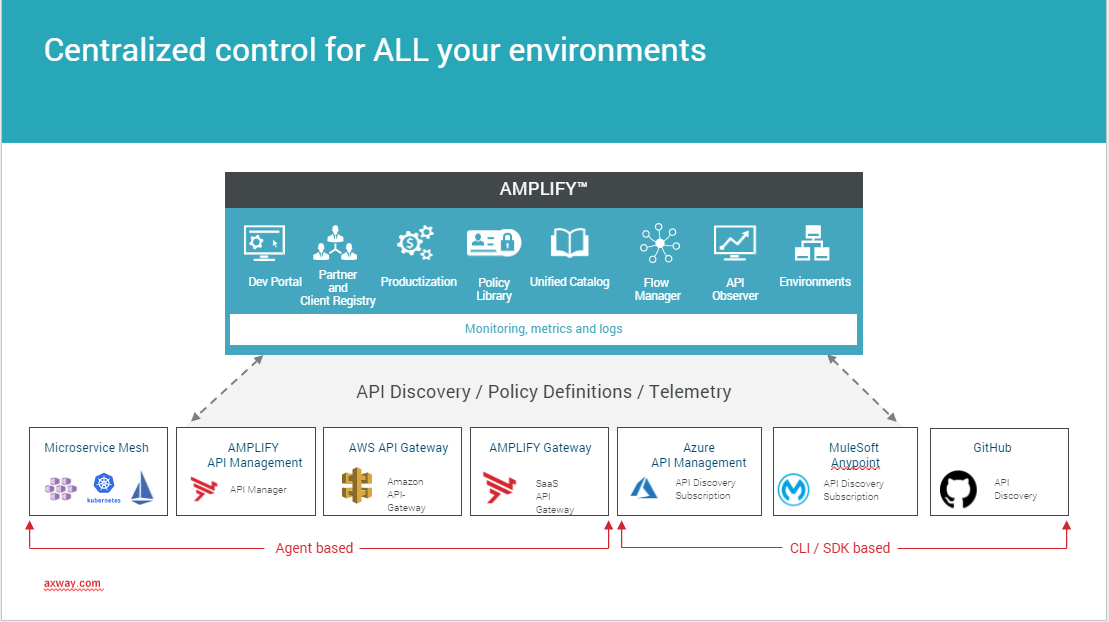 Centralized control for ALL your environments
AMPLIFY™
Dev Portal
Partner
and
Client Registry
Productization
Policy
Library
Unified Catalog
Flow
Manager
API
Observer
Environments
Monitoring, metrics and logs
API Discovery / Policy Definitions / Telemetry
Microservice Mesh
kubernetes
AMPLIFY
API Management
API Manager
AWS API Gateway
Amazon
API-
Gateway
AMPLIFY Gateway
SaaS
API
Gateway
Azure
API Management
API Discovery
Subscription
MuleSoft
Anypoint
API Discovery
Subscription
GitHub
API
Discovery
Agent based
CLI / SDK based
axway.com